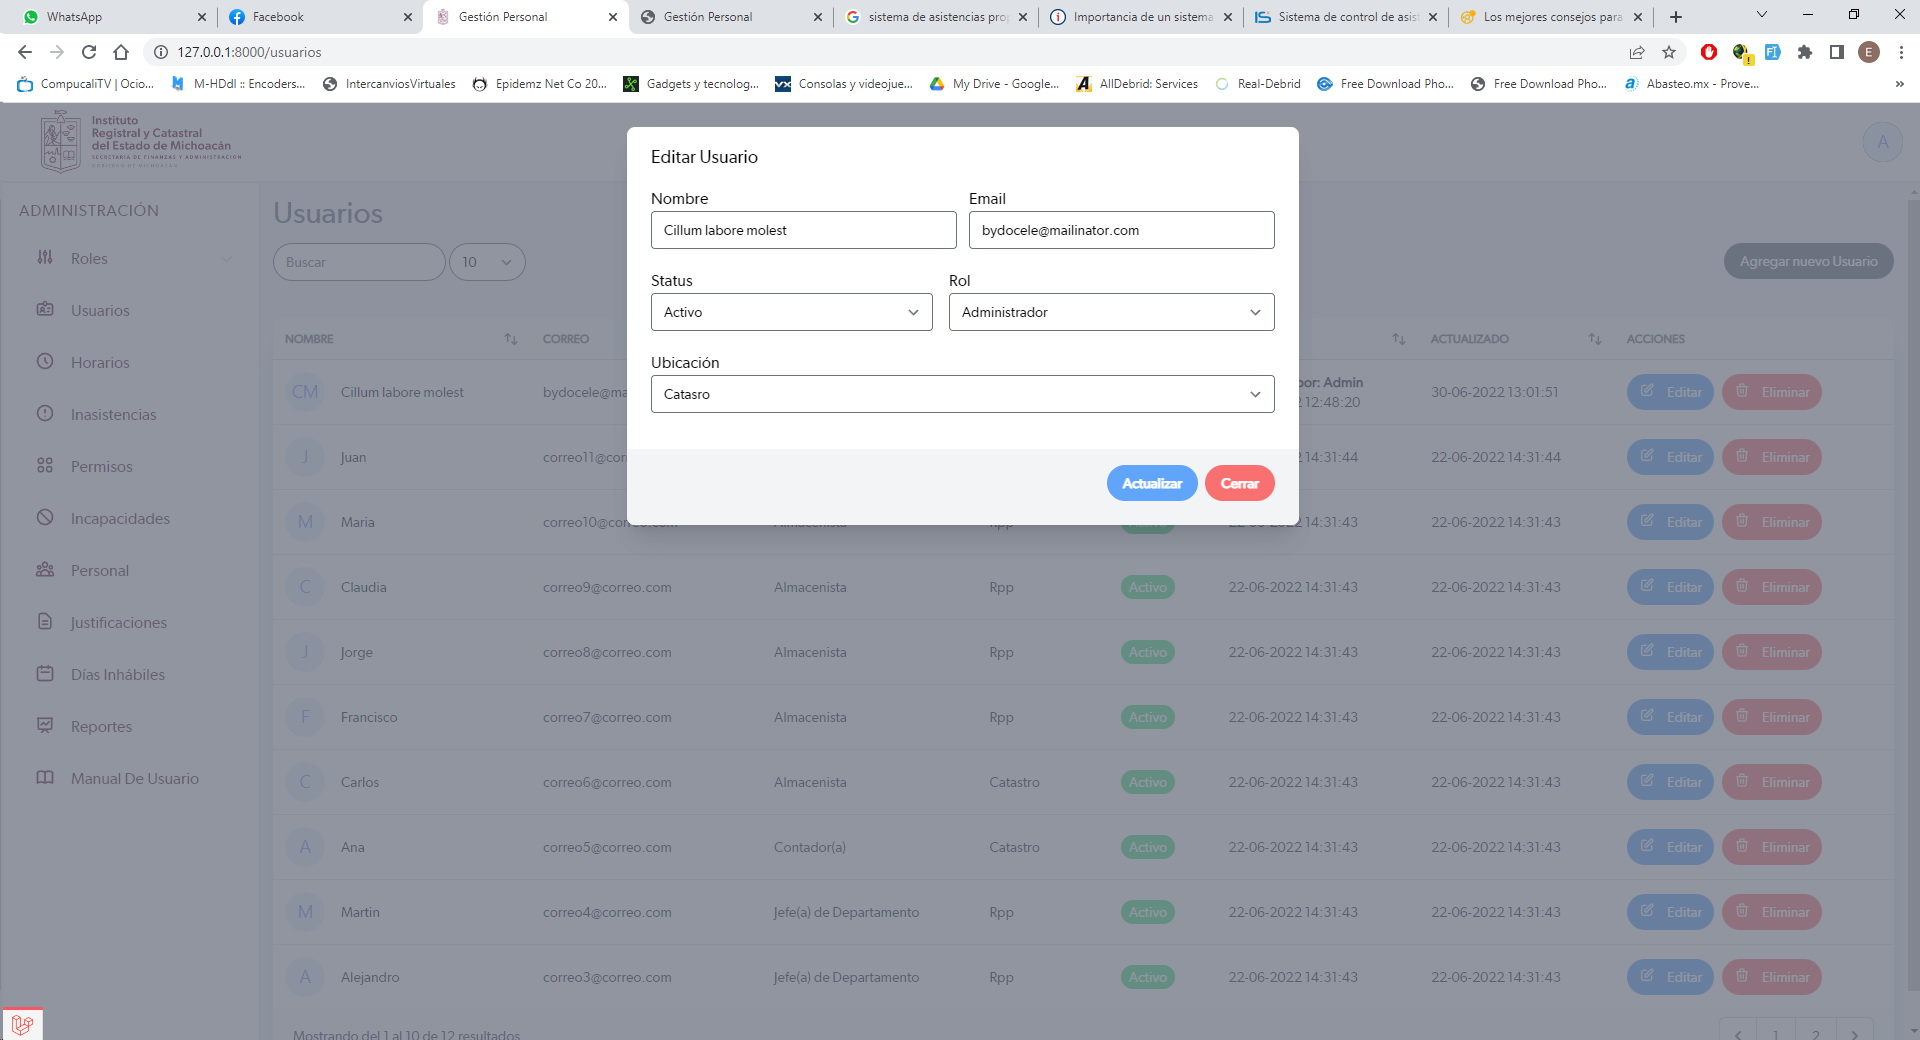 WhatsApp
Facebook
Gestión Personal
Gestión Personal
sistema de asistencias prop
Importancia de un sistema
Sistema de control de asist
Los mejores consejos para
127.0.0.1:8000/usuarios
E
CompucaliTV | Ocio...
M-HDdl :: Encoders...
IntercanviosVirtuales
Epidemz Net Co 20...
Gadgets y tecnolog...
Consolas y videojue...
My Drive - Google...
AllDebrid: Services
Real-Debrid
Free Download Pho...
Free Download Pho...
Abasteo.mx - Prove...
»
Instituto
Registral y Catastral
del Estado de Michoacán
SECRETARÍA DE FINANZAS Y ADMINISTRACIÓN
GOBIERNO DE MICHOACÁN
A
ADMINISTRACIÓN
Roles
Usuarios
Horarios
Inasistencias
Permisos
Incapacidades
Personal
Justificaciones
Días Inhábiles
Reportes
Manual De Usuario
Usuarios
Buscar
10
Agregar nuevo Usuario
Editar Usuario
Nombre Email
Cillum labore molest bydocele@mailinator.com
Status Rol
Activo Administrador
Ubicación
Catasro
Actualizar Cerrar
NOMBRE CORREO ACTUALIZADO ACCIONES
CM Cillum labore molest bydocele@ma por: Admin 12:48:20 30-06-2022 13:01:51 Editar Eliminar
J Juan correo11@cor 14:31:44 22-06-2022 14:31:44 Editar Eliminar
M Maria correo10@correo.com Almacenista Rpp Activo 22-06-2022 14:31:43 22-06-2022 14:31:43 Editar Eliminar
C Claudia correo9@correo.com Almacenista Rpp Activo 22-06-2022 14:31:43 22-06-2022 14:31:43 Editar Eliminar
J Jorge correo8@correo.com Almacenista Rpp Activo 22-06-2022 14:31:43 22-06-2022 14:31:43 Editar Eliminar
F Francisco correo7@correo.com Almacenista Rpp Activo 22-06-2022 14:31:43 22-06-2022 14:31:43 Editar Eliminar
C Carlos correo6@correo.com Almacenista Catastro Activo 22-06-2022 14:31:43 22-06-2022 14:31:43 Editar Eliminar
A Ana correo5@correo.com Contador(a) Catastro Activo 22-06-2022 14:31:43 22-06-2022 14:31:43 Editar Eliminar
M Martin correo4@correo.com Jefe(a) de Departamento Rpp Activo 22-06-2022 14:31:43 22-06-2022 14:31:43 Editar Eliminar
A Alejandro correo3@correo.com Jefe(a) de Departamento Rpp Activo 22-06-2022 14:31:43 22-06-2022 14:31:43 Editar Eliminar
Mostrando del 1 al 10 de 12 resultados
1 2